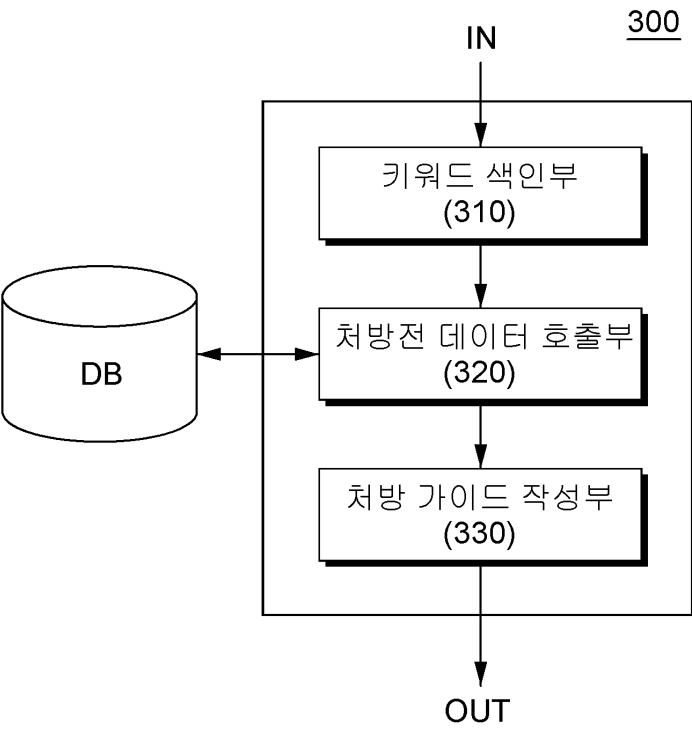 300
IN
키워드 색인부
(310)
처방전 데이터 호출부
(320)
DB
처방 가이드 작성부
(330)
OUT